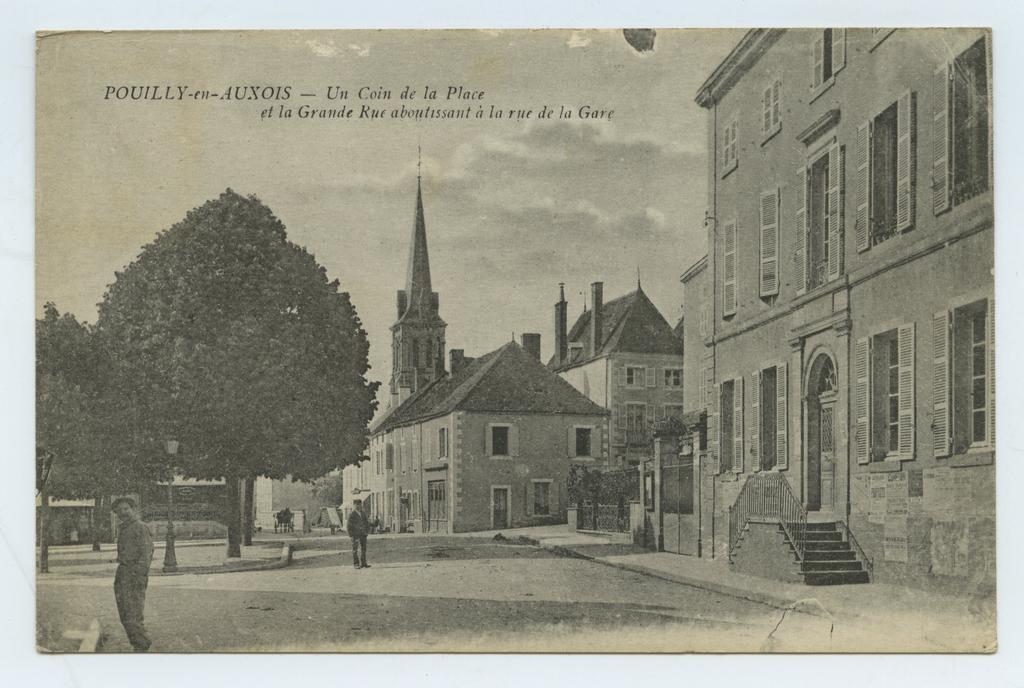 POUILLY-en-AUXOIS — Un Coin de la Place
et la Grande Rue aboutissant à la rue de la Gare